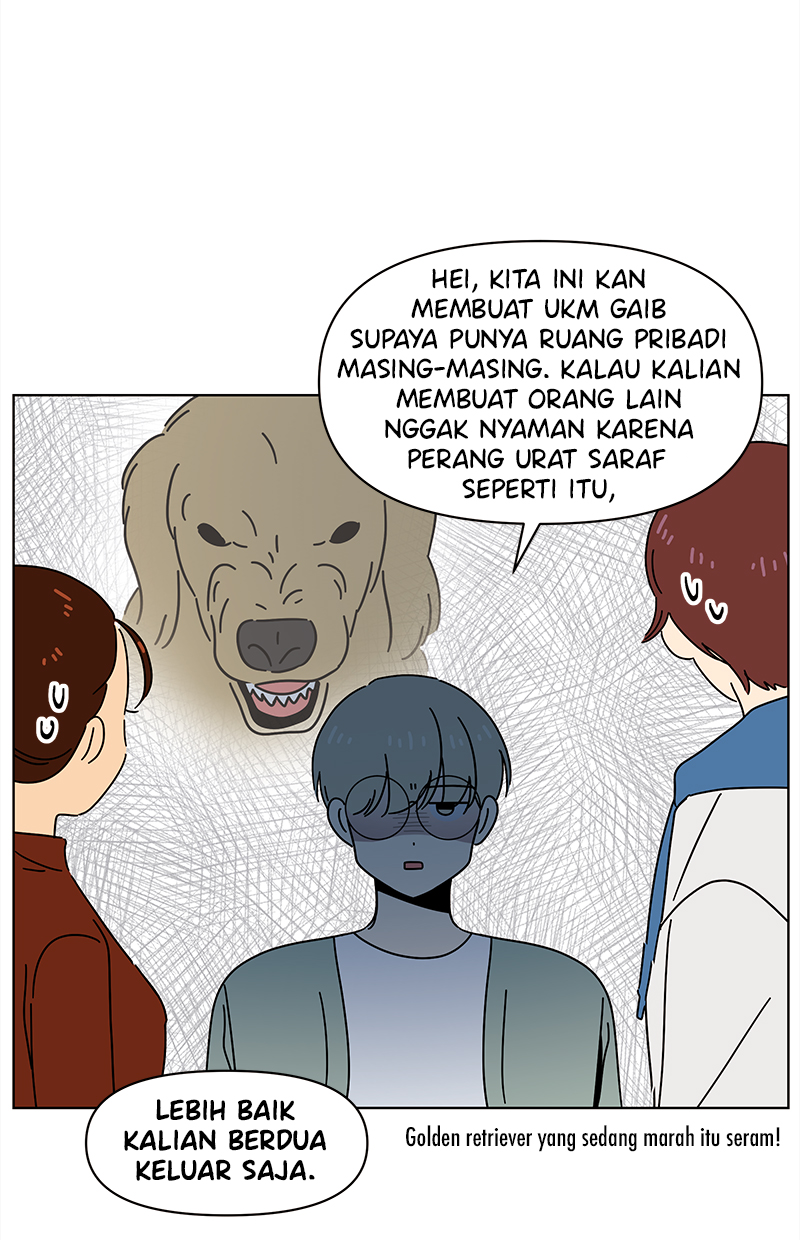 HEI, KITA INI KAN
MEMBUAT UKM GAIB
SUPAYA PUNYA RUANG PRIBADI
MASING-MASING. KALAU KALIAN
MEMBUAT ORANG LAIN
NGGAK NYAMAN KARENA
PERANG URAT SARAF
SEPERTI ITU,
LEBIH BAIK
KALIAN BERDUA
KELUAR SAJA.
Golden retriever yang sedang marah itu seram!